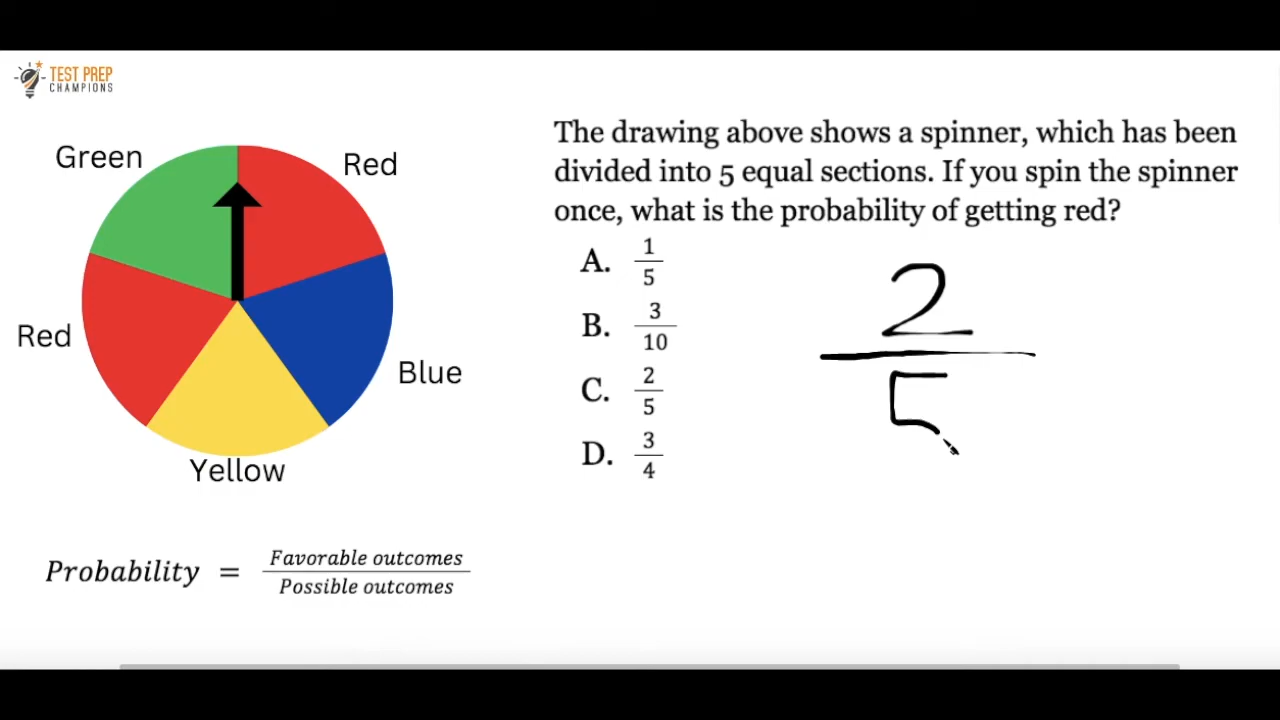 TEST PREP
CHAMPIONS
Green
Red
Red
Blue
Yellow
Probability = Favorable outcomes / Possible outcomes
The drawing above shows a spinner, which has been
divided into 5 equal sections. If you spin the spinner
once, what is the probability of getting red?
A. 1/5
B. 3/10
C. 2/5
D. 3/4
2
5